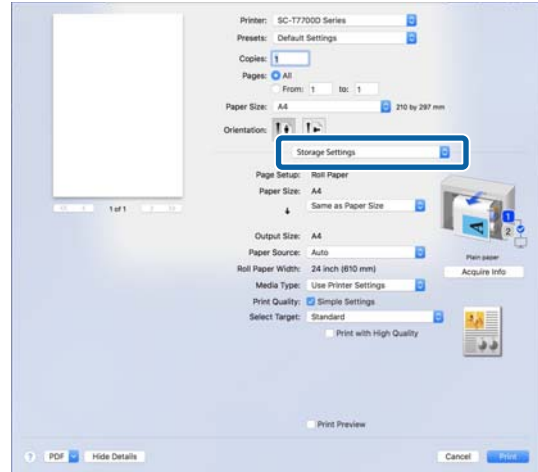 Printer: SC-T7700D Series
Presets: Default Settings
Copies: 1
Pages: All
From: 1 to: 1
Paper Size: A4 210 by 297 mm
Orientation:
Storage Settings
Page Setup: Roll Paper
Paper Size: A4
Same as Paper Size
1 of 1
Output Size: A4
Paper Source: Auto
Roll Paper Width: 24 inch (610 mm)
Media Type: Use Printer Settings
Print Quality: Simple Settings
Select Target: Standard
Print with High Quality
1
2
A
Plain paper
Acquire Info
Print Preview
? PDF Hide Details Cancel Print